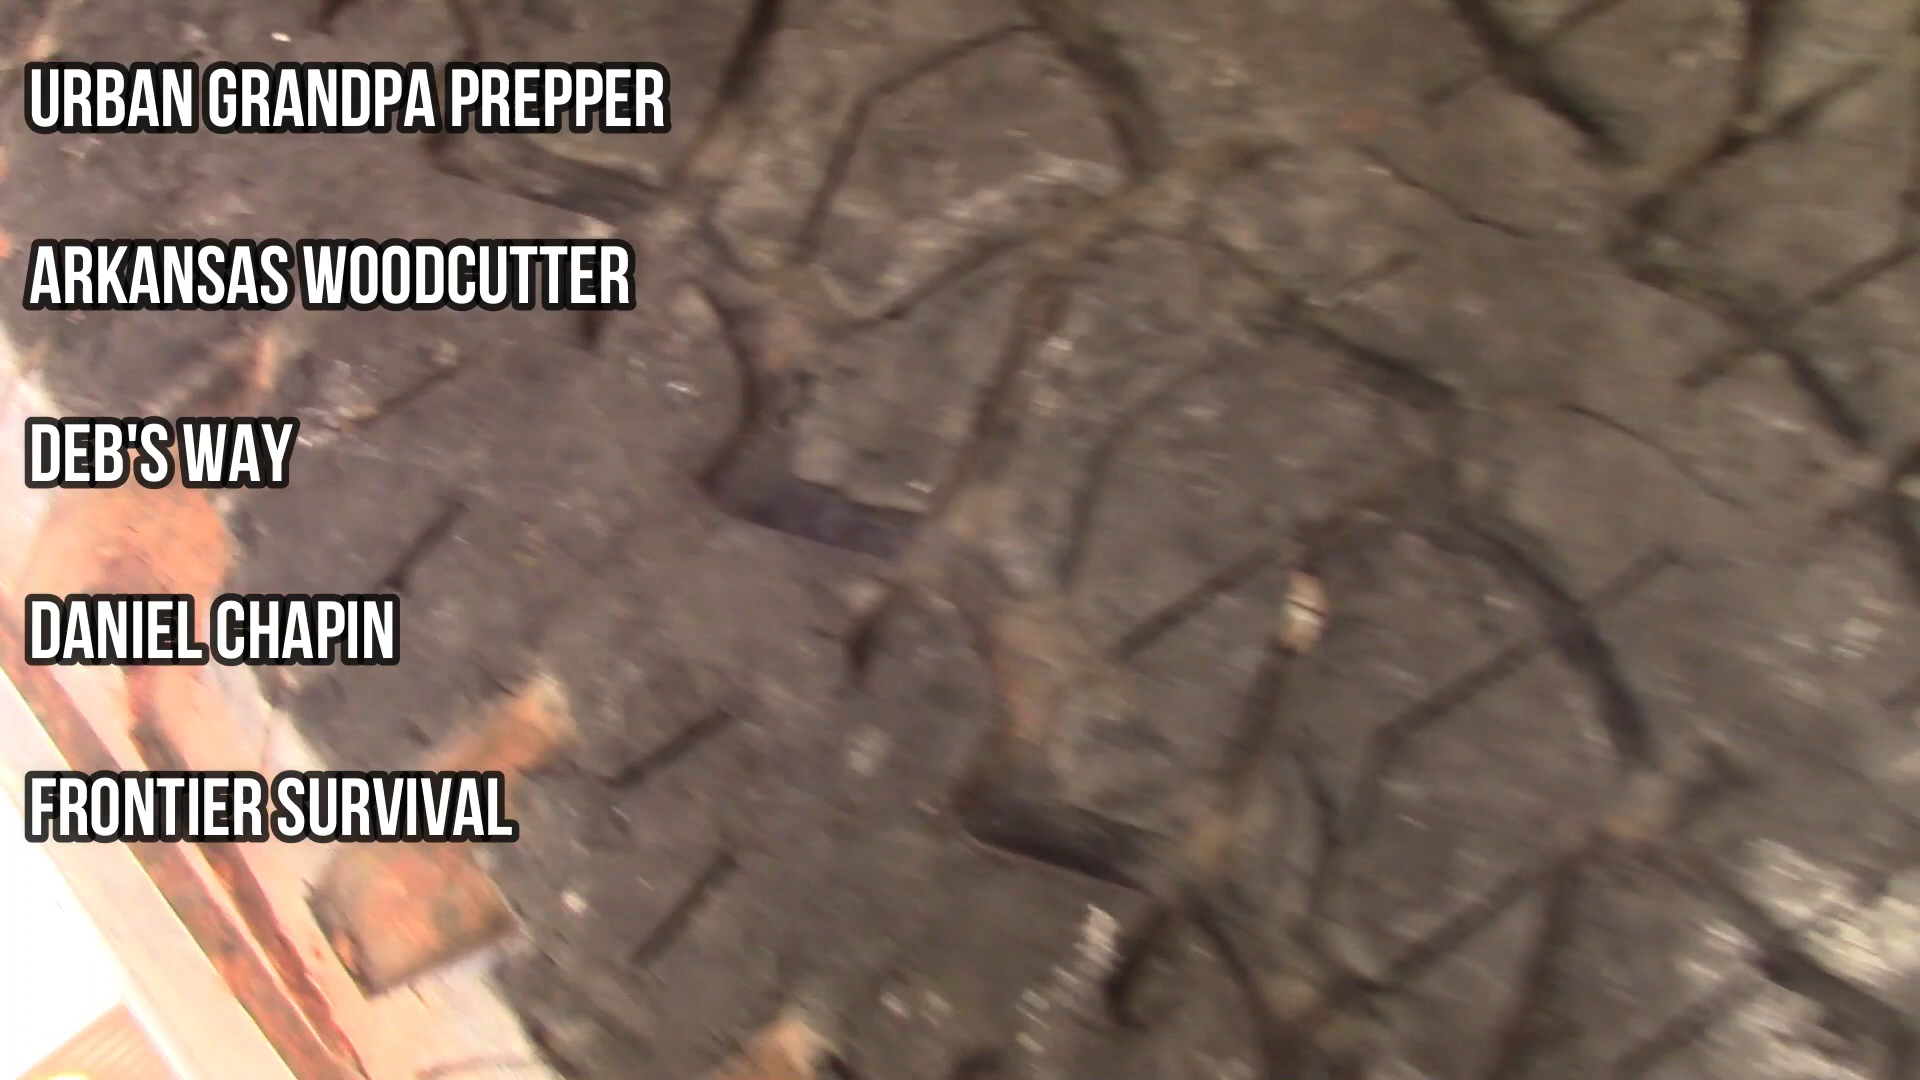 URBAN GRANDPA PREPPER
ARKANSAS WOODCUTTER
DEB'S WAY
DANIEL CHAPIN
FRONTIER SURVIVAL